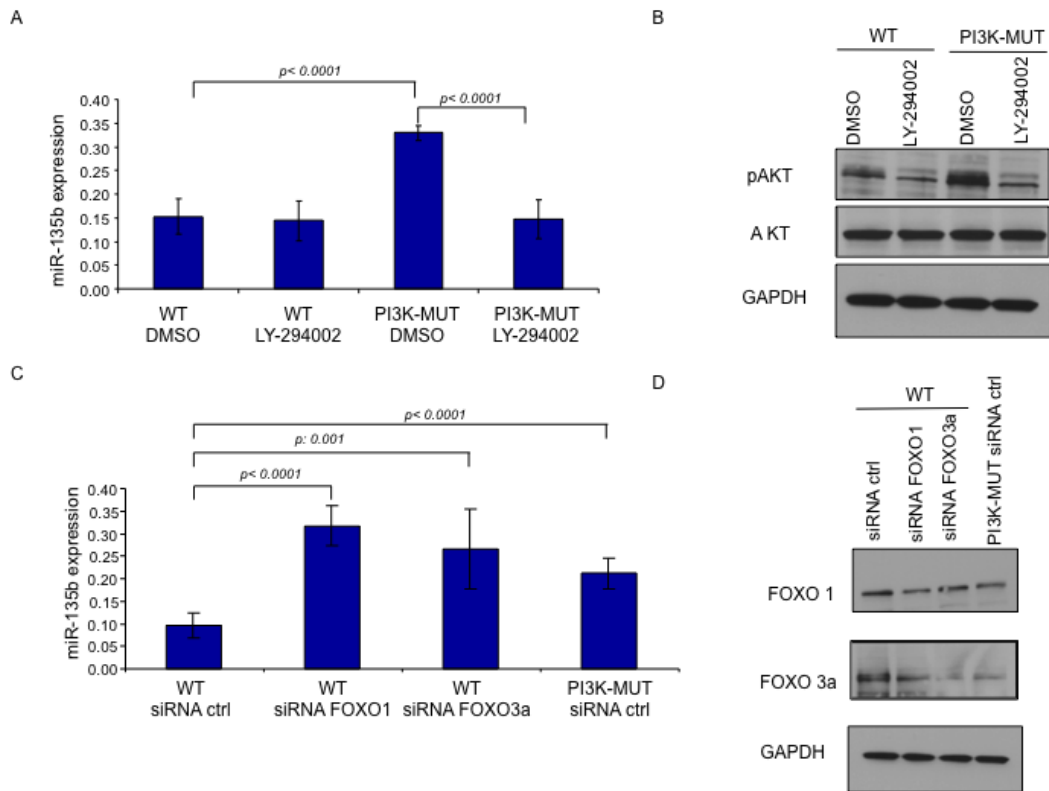 A
p< 0.0001
p< 0.0001
miR-135b expression
0.40
0.35
0.30
0.25
0.20
0.15
0.10
0.05
0.00
WT
DMSO
WT
LY-294002
PI3K-MUT
DMSO
PI3K-MUT
LY-294002
B
WT
PI3K-MUT
DMSO
LY-294002
DMSO
LY-294002
pAKT
A KT
GAPDH
C
p< 0.0001
p: 0.001
p< 0.0001
miR-135b expression
0.40
0.35
0.30
0.25
0.20
0.15
0.10
0.05
0.00
WT
siRNA ctrl
WT
siRNA FOXO1
WT
siRNA FOXO3a
PI3K-MUT
siRNA ctrl
D
WT
siRNA ctrl
siRNA FOXO1
siRNA FOXO3a
PI3K-MUT siRNA ctrl
FOXO 1
FOXO 3a
GAPDH